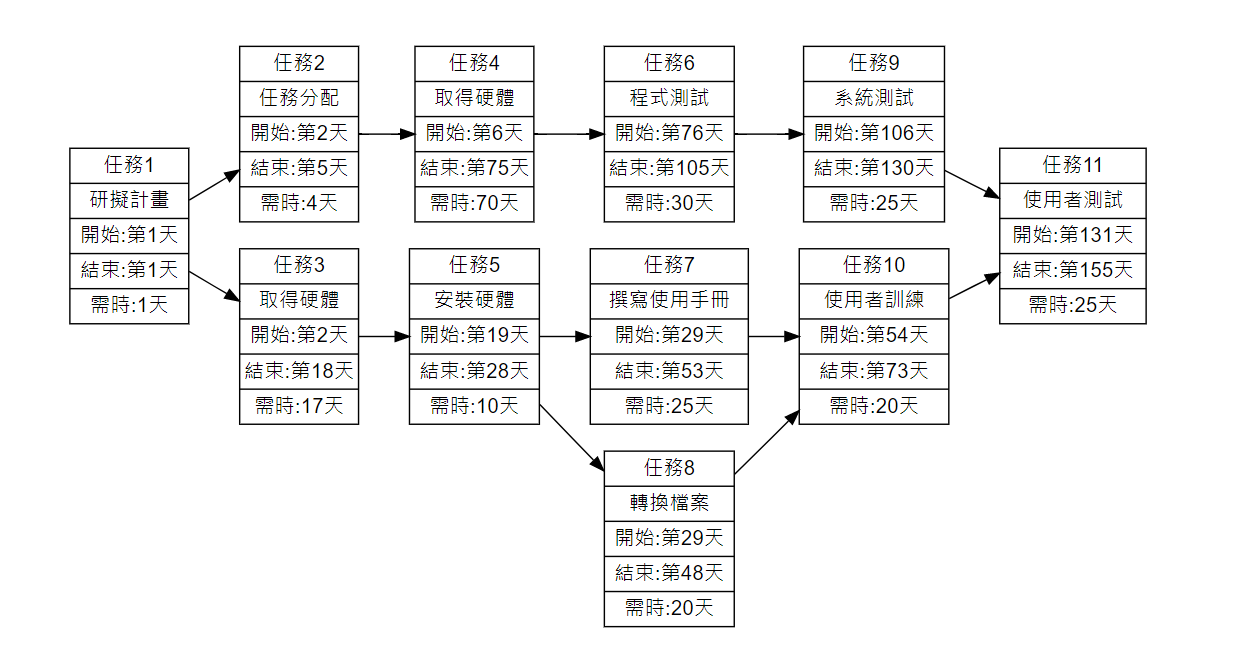 任務1
研擬計畫
開始:第1天
結束:第1天
需時:1天
任務2
任務分配
開始:第2天
結束:第5天
需時:4天
任務3
取得硬體
開始:第2天
結束:第18天
需時:17天
任務4
取得硬體
開始:第6天
結束:第75天
需時:70天
任務5
安裝硬體
開始:第19天
結束:第28天
需時:10天
任務6
程式測試
開始:第76天
結束:第105天
需時:30天
任務7
撰寫使用手冊
開始:第29天
結束:第53天
需時:25天
任務8
轉換檔案
開始:第29天
結束:第48天
需時:20天
任務9
系統測試
開始:第106天
結束:第130天
需時:25天
任務10
使用者訓練
開始:第54天
結束:第73天
需時:20天
任務11
使用者測試
開始:第131天
結束:第155天
需時:25天